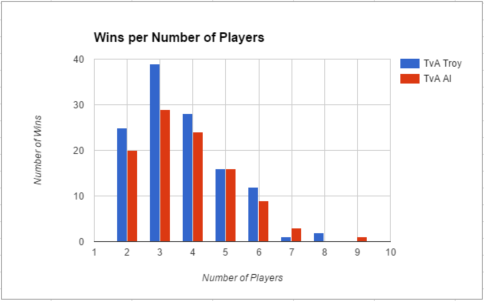 Wins per Number of Players
TvA Troy
TvA Al
40
30
20
10
0
Number of Wins
1 2 3 4 5 6 7 8 9 10
Number of Players